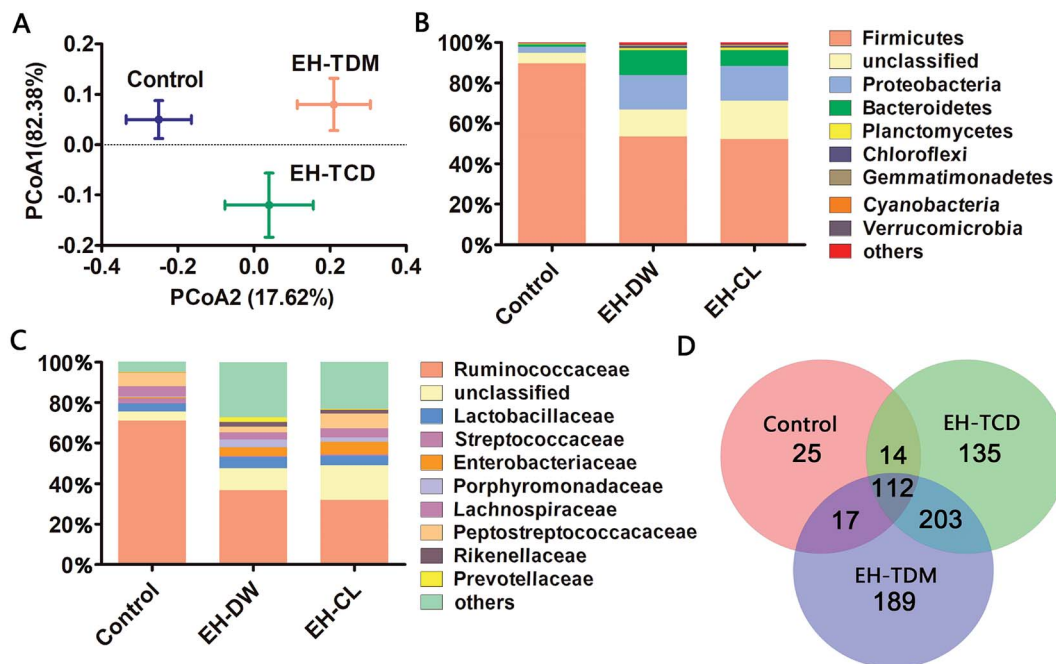 A
0.2
0.1
0.0
-0.1
-0.2
PCoA1(82.38%)
Control
EH-TDM
EH-TCD
-0.4
-0.2
0.0
0.2
0.4
PCoA2 (17.62%)
B
100%
80%
60%
40%
20%
0%
Control
EH-DW
EH-CL
Firmicutes
unclassified
Proteobacteria
Bacteroidetes
Planctomycetes
Chloroflexi
Gemmatimonadetes
Cyanobacteria
Verrucomicrobia
others
C
100%
80%
60%
40%
20%
0%
Control
EH-DW
EH-CL
Ruminococcaceae
unclassified
Lactobacillaceae
Streptococcaceae
Enterobacteriaceae
Porphyromonadaceae
Lachnospiraceae
Peptostreptococcacaceae
Rikenellaceae
Prevotellaceae
others
D
Control
25
EH-TCD
135
14
112
17
203
EH-TDM
189